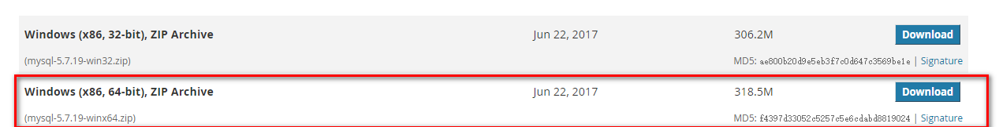 Windows (x86, 32-bit), ZIP Archive Jun 22, 2017 306.2M Download
(mysql-5.7.19-win32.zip) MD5: ae800b20d9e5eb3f7c0d647c3569be1e | Signature
Windows (x86, 64-bit), ZIP Archive Jun 22, 2017 318.5M Download
(mysql-5.7.19-winx64.zip) MD5: f4397d33052c5257c5e6cdabd8819024 | Signature